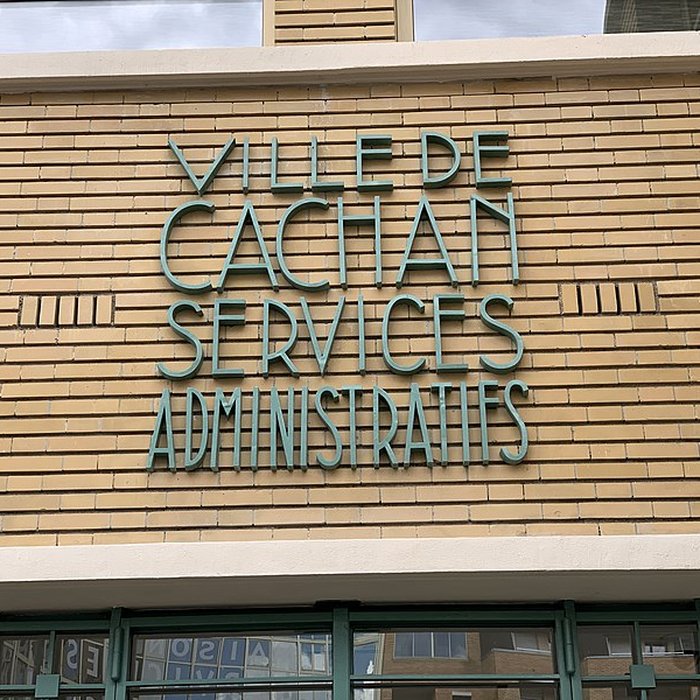 VILLE DE
CACHAN
SERVICES
ADMINISTRATIFS